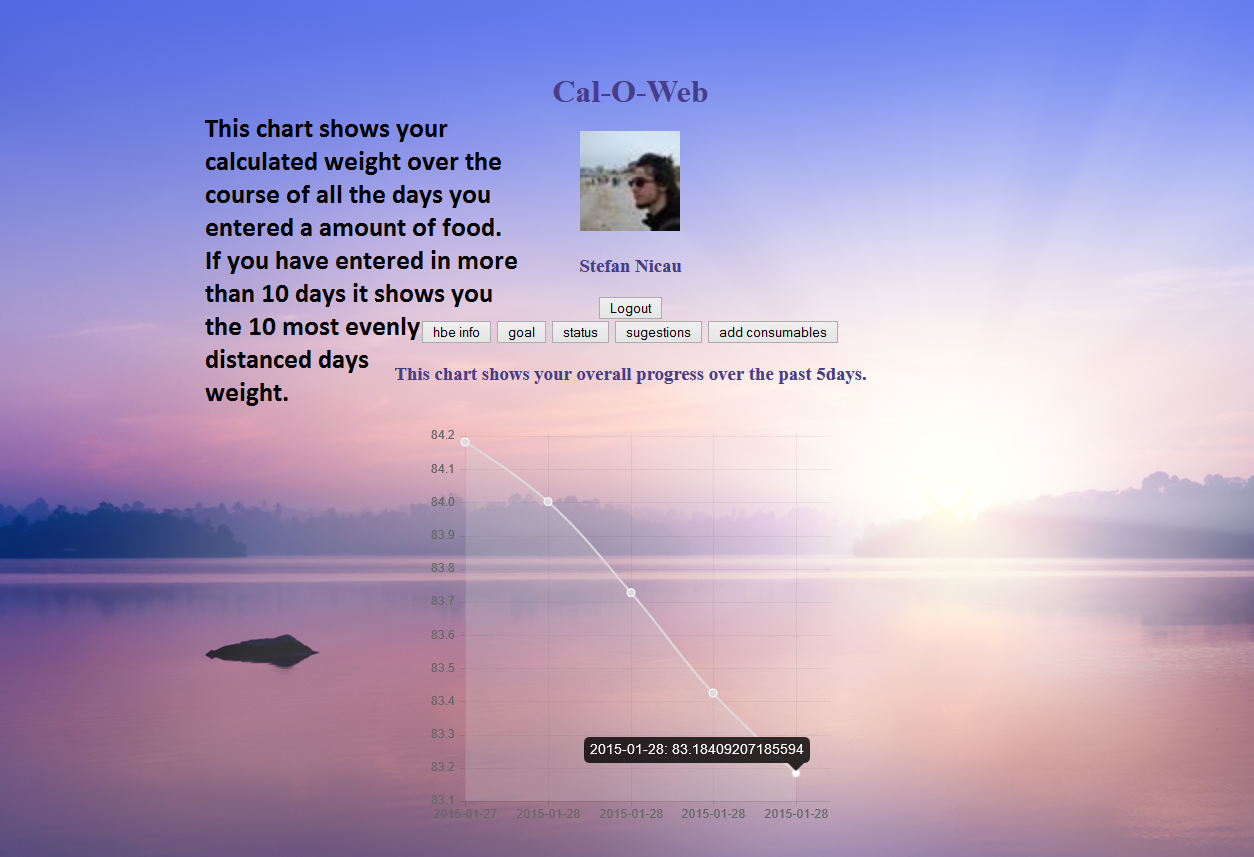 Cal-O-Web
This chart shows your
calculated weight over the
course of all the days you
entered a amount of food.
If you have entered in more
than 10 days it shows you
the 10 most evenly
distanced days
weight.
Stefan Nicau
Logout
hbe info goal status sugestions add consumables
This chart shows your overall progress over the past 5days.
84.2
84.1
84.0
83.9
83.8
83.7
83.6
83.5
83.4
83.3
2015-01-28: 83.18409207185594
83.2
83.1
2015-01-27 2015-01-28 2015-01-28 2015-01-28 2015-01-28